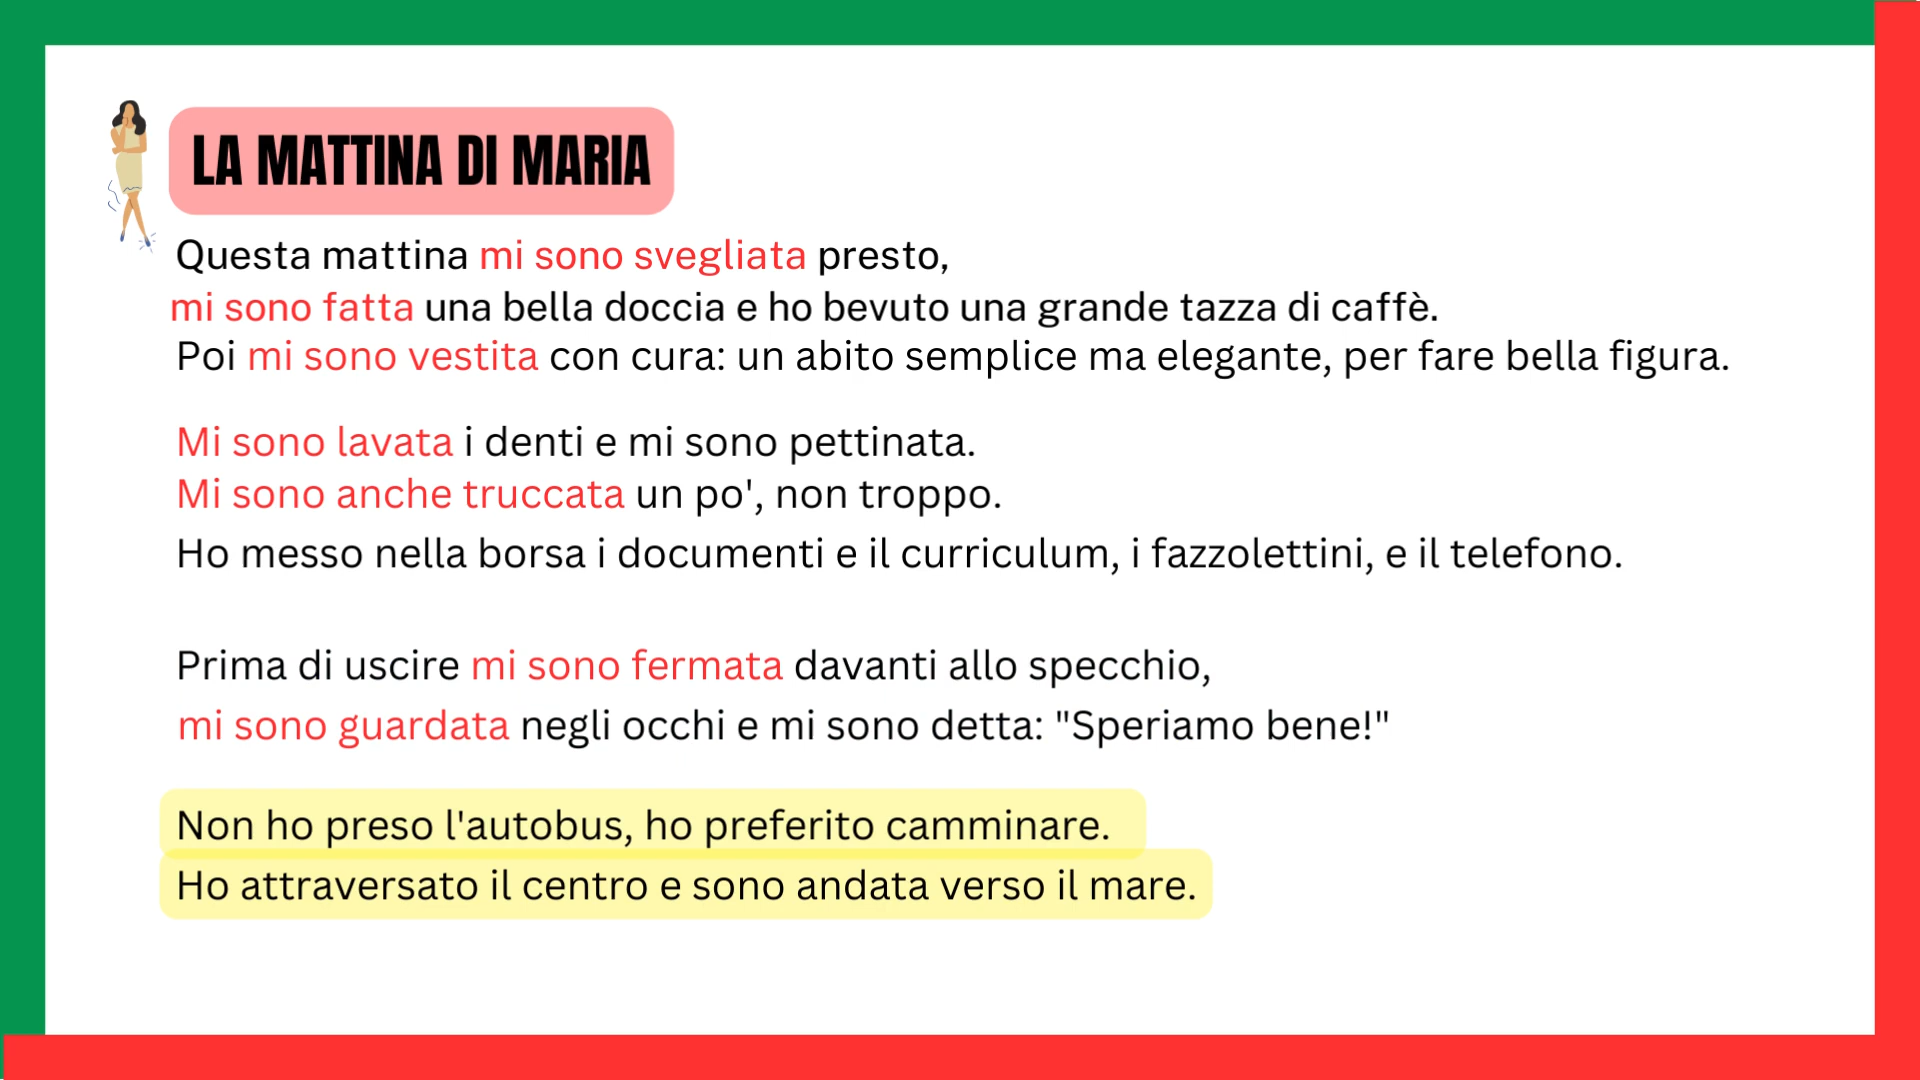 LA MATTINA DI MARIA
Questa mattina mi sono svegliata presto,
mi sono fatta una bella doccia e ho bevuto una grande tazza di caffè.
Poi mi sono vestita con cura: un abito semplice ma elegante, per fare bella figura.
Mi sono lavata i denti e mi sono pettinata.
Mi sono anche truccata un po', non troppo.
Ho messo nella borsa i documenti e il curriculum, i fazzolettini, e il telefono.
Prima di uscire mi sono fermata davanti allo specchio,
mi sono guardata negli occhi e mi sono detta: "Speriamo bene!"
Non ho preso l'autobus, ho preferito camminare.
Ho attraversato il centro e sono andata verso il mare.